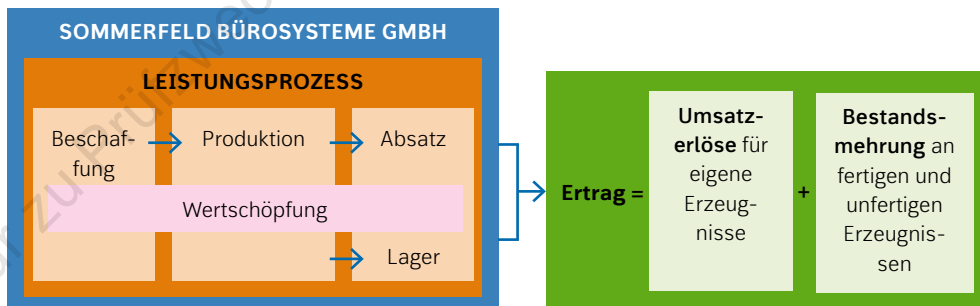 SOMMERFELD BÜROSYSTEME GMBH
LEISTUNGSPROZESS
Beschaf-
fung
Produktion
Absatz
Wertschöpfung
Lager
Ertrag =
Umsatz-
erlöse für
eigene
Erzeug-
nisse
+
Bestands-
mehrung an
fertigen und
unfertigen
Erzeugnis-
sen